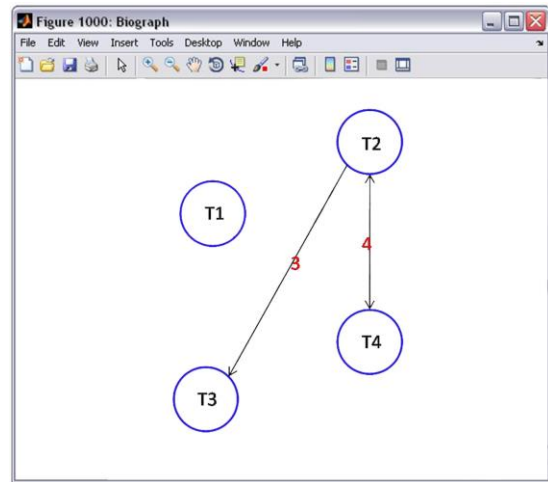 Figure 1000: Biograph
File Edit View Insert Tools Desktop Window Help
T2
T1
4
3
T4
T3